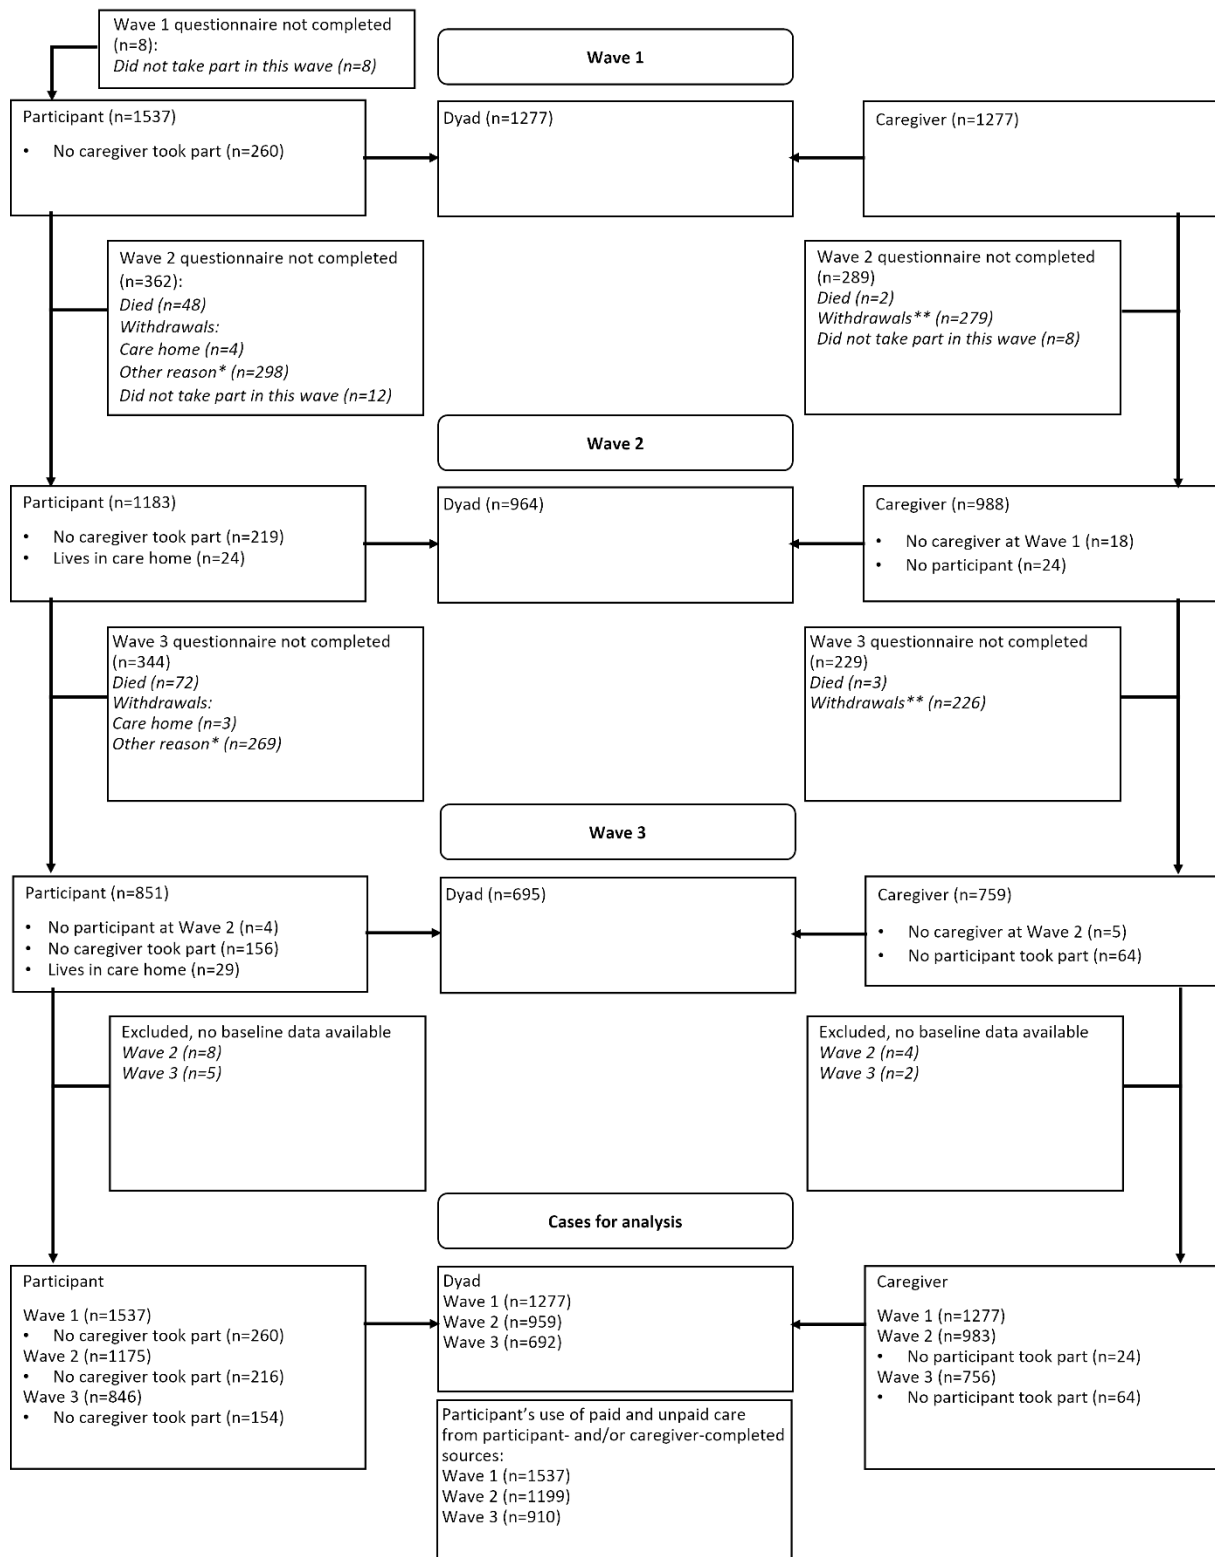 Wave 1 questionnaire not completed
(n=8):
Did not take part in this wave (n=8)
Wave 1
Participant (n=1537)
• No caregiver took part (n=260)
Dyad (n=1277)
Caregiver (n=1277)
Wave 2 questionnaire not completed
(n=362):
Died (n=48)
Withdrawals:
Care home (n=4)
Other reason* (n=298)
Did not take part in this wave (n=12)
Wave 2 questionnaire not completed
(n=289)
Died (n=2)
Withdrawals** (n=279)
Did not take part in this wave (n=8)
Wave 2
Participant (n=1183)
• No caregiver took part (n=219)
• Lives in care home (n=24)
Dyad (n=964)
Caregiver (n=988)
• No caregiver at Wave 1 (n=18)
• No participant (n=24)
Wave 3 questionnaire not completed
(n=344)
Died (n=72)
Withdrawals:
Care home (n=3)
Other reason* (n=269)
Wave 3 questionnaire not completed
(n=229)
Died (n=3)
Withdrawals** (n=226)
Wave 3
Participant (n=851)
• No participant at Wave 2 (n=4)
• No caregiver took part (n=156)
• Lives in care home (n=29)
Dyad (n=695)
Caregiver (n=759)
• No caregiver at Wave 2 (n=5)
• No participant took part (n=64)
Excluded, no baseline data available
Wave 2 (n=8)
Wave 3 (n=5)
Excluded, no baseline data available
Wave 2 (n=4)
Wave 3 (n=2)
Cases for analysis
Participant
Wave 1 (n=1537)
• No caregiver took part (n=260)
Wave 2 (n=1175)
• No caregiver took part (n=216)
Wave 3 (n=846)
• No caregiver took part (n=154)
Dyad
Wave 1 (n=1277)
Wave 2 (n=959)
Wave 3 (n=692)
Caregiver
Wave 1 (n=1277)
Wave 2 (n=983)
• No participant took part (n=24)
Wave 3 (n=756)
• No participant took part (n=64)
Participant’s use of paid and unpaid care
from participant- and/or caregiver-completed
sources:
Wave 1 (n=1537)
Wave 2 (n=1199)
Wave 3 (n=910)